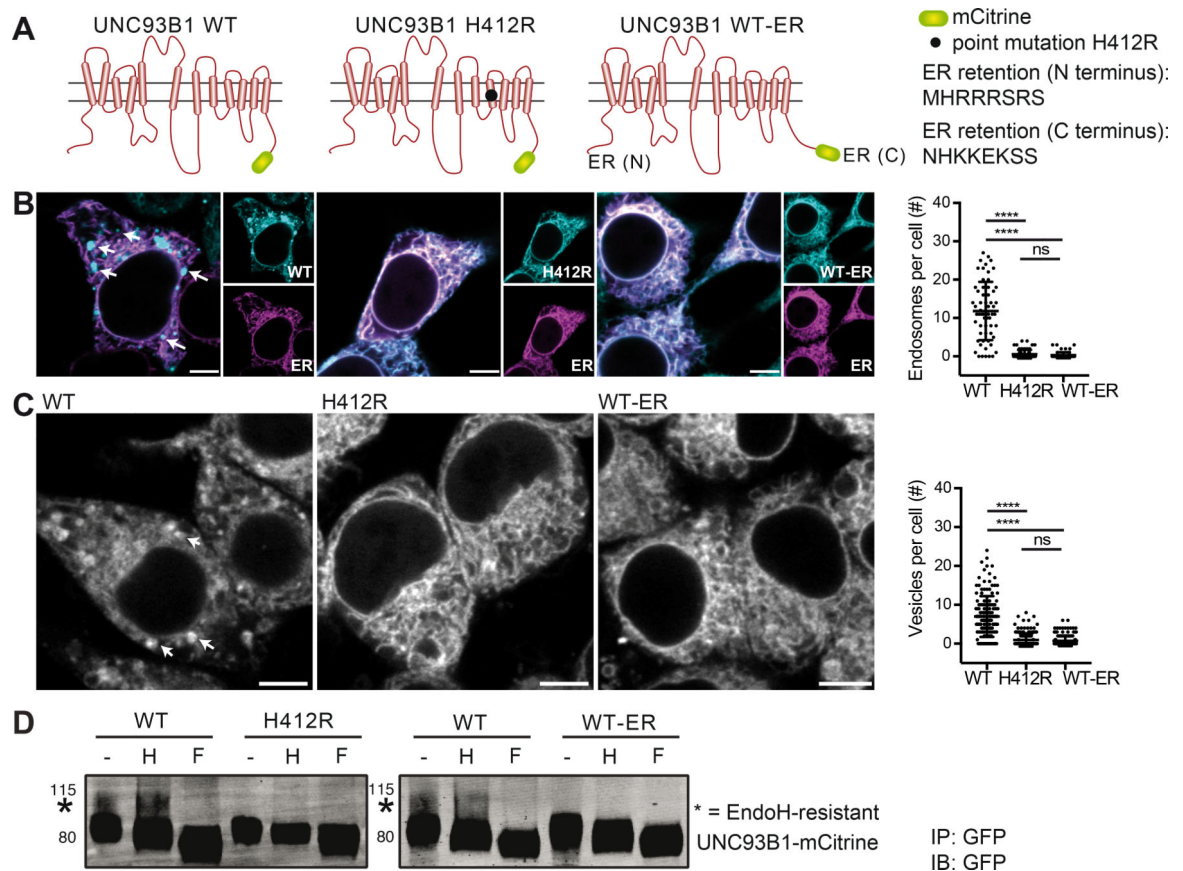 A
UNC93B1 WT
UNC93B1 H412R
UNC93B1 WT-ER
ER (N)
ER (C)
mCitrine
point mutation H412R
ER retention (N terminus):
MHRRRSRS
ER retention (C terminus):
NHKKEKSS
B
WT
ER
H412R
ER
WT-ER
ER
Endosomes per cell (#)
40
30
20
10
0
****
****
ns
WT H412R WT-ER
C
WT
H412R
WT-ER
Vesicles per cell (#)
40
30
20
10
0
****
****
ns
WT H412R WT-ER
D
WT H412R
- H F - H F
115
*
80
WT WT-ER
- H F - H F
115
*
80
* = EndoH-resistant
UNC93B1-mCitrine
IP: GFP
IB: GFP